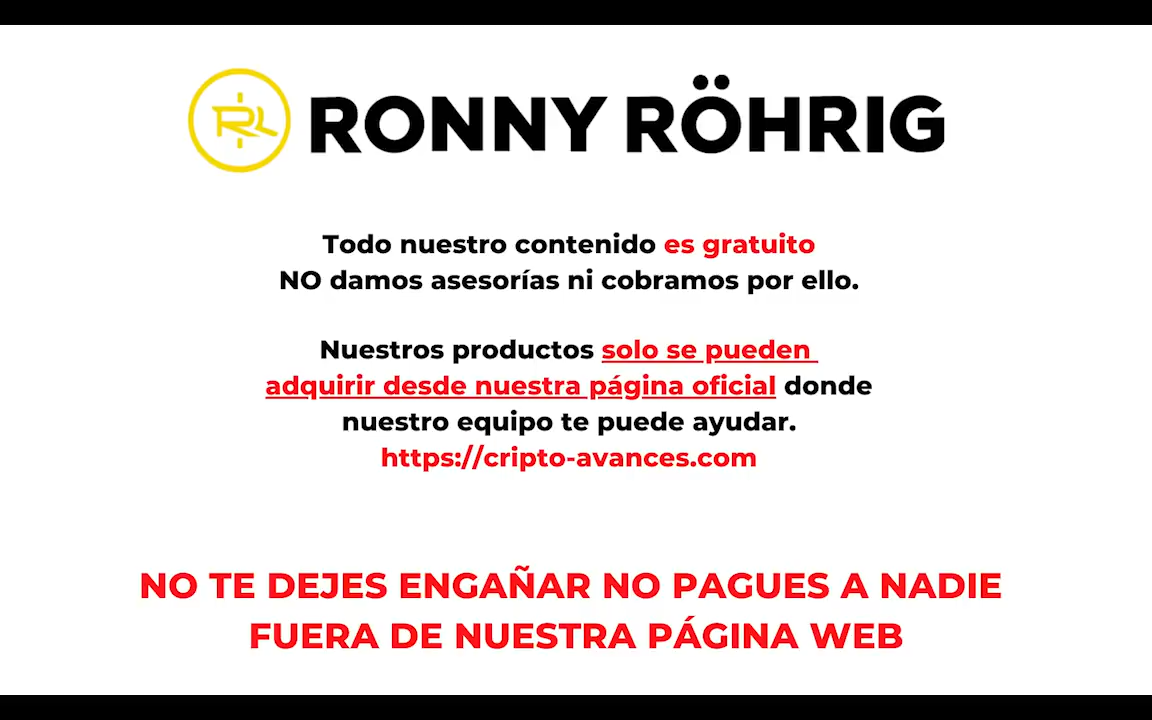 RONNY RÖHRIG
Todo nuestro contenido es gratuito
NO damos asesorías ni cobramos por ello.
Nuestros productos solo se pueden
adquirir desde nuestra página oficial donde
nuestro equipo te puede ayudar.
https://cripto-avances.com
NO TE DEJES ENGAÑAR NO PAGUES A NADIE
FUERA DE NUESTRA PÁGINA WEB